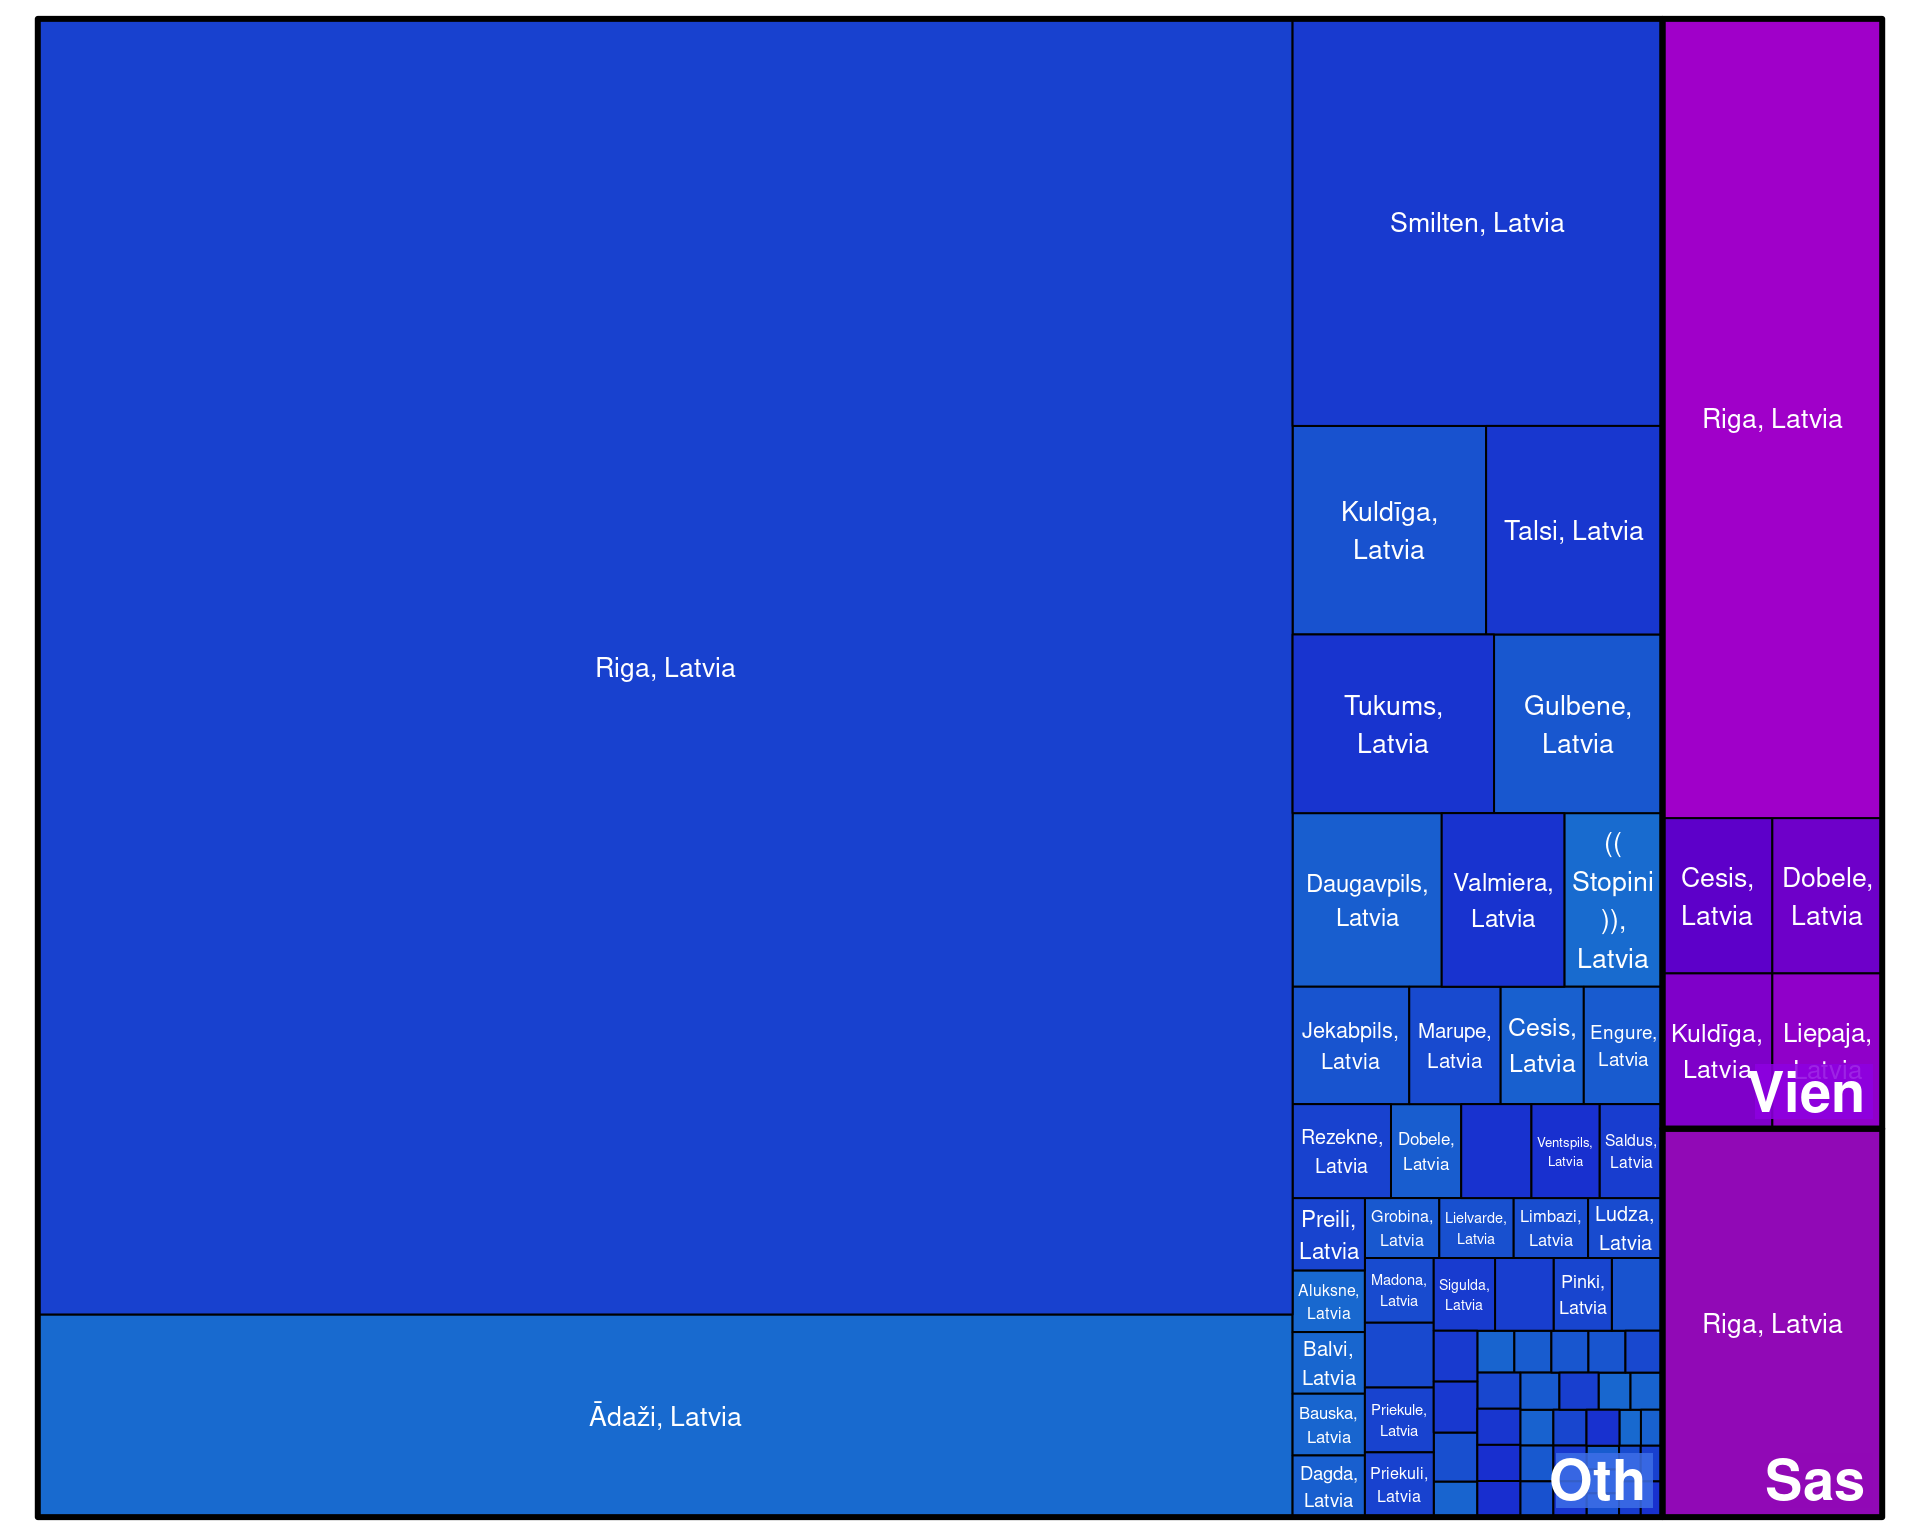 Riga, Latvia
Ādaži, Latvia
Smilten, Latvia
Kuldīga,
Latvia
Talsi, Latvia
Tukums,
Latvia
Gulbene,
Latvia
Daugavpils,
Latvia
Valmiera,
Latvia
((
Stopini
)),
Latvia
Jekabpils,
Latvia
Marupe,
Latvia
Cesis,
Latvia
Engure,
Latvia
Rezekne,
Latvia
Dobele,
Latvia
Ventspils,
Latvia
Saldus,
Latvia
Preili,
Latvia
Grobina,
Latvia
Lielvarde,
Latvia
Limbazi,
Latvia
Ludza,
Latvia
Aluksne,
Latvia
Madona,
Latvia
Sigulda,
Latvia
Pinki,
Latvia
Balvi,
Latvia
Bauska,
Latvia
Priekule,
Latvia
Dagda,
Latvia
Priekuli,
Latvia
Oth
Riga, Latvia
Cesis,
Latvia
Dobele,
Latvia
Kuldīga,
Latvia
Liepaja,
Latvia
Vien
Riga, Latvia
Sas